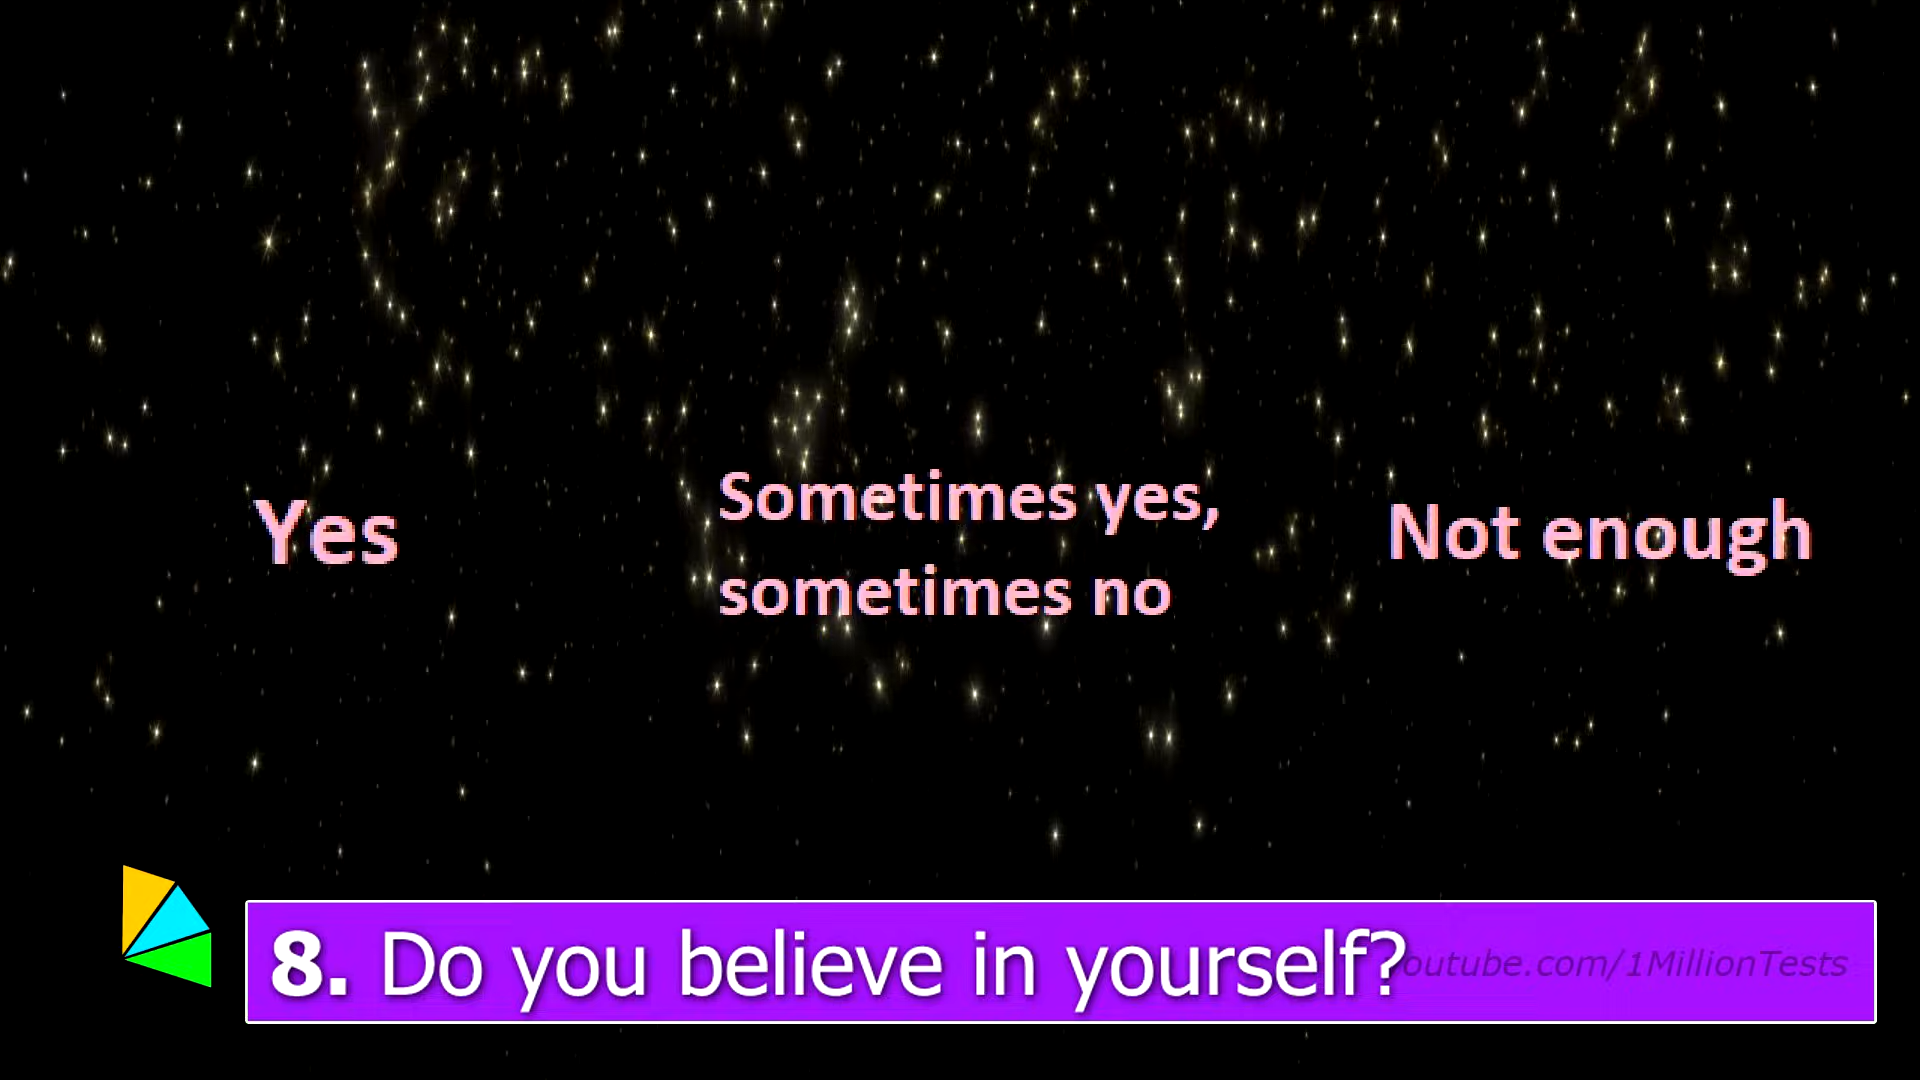 Yes
Sometimes yes,
sometimes no
Not enough
8. Do you believe in yourself?
outube.com/1MillionTests